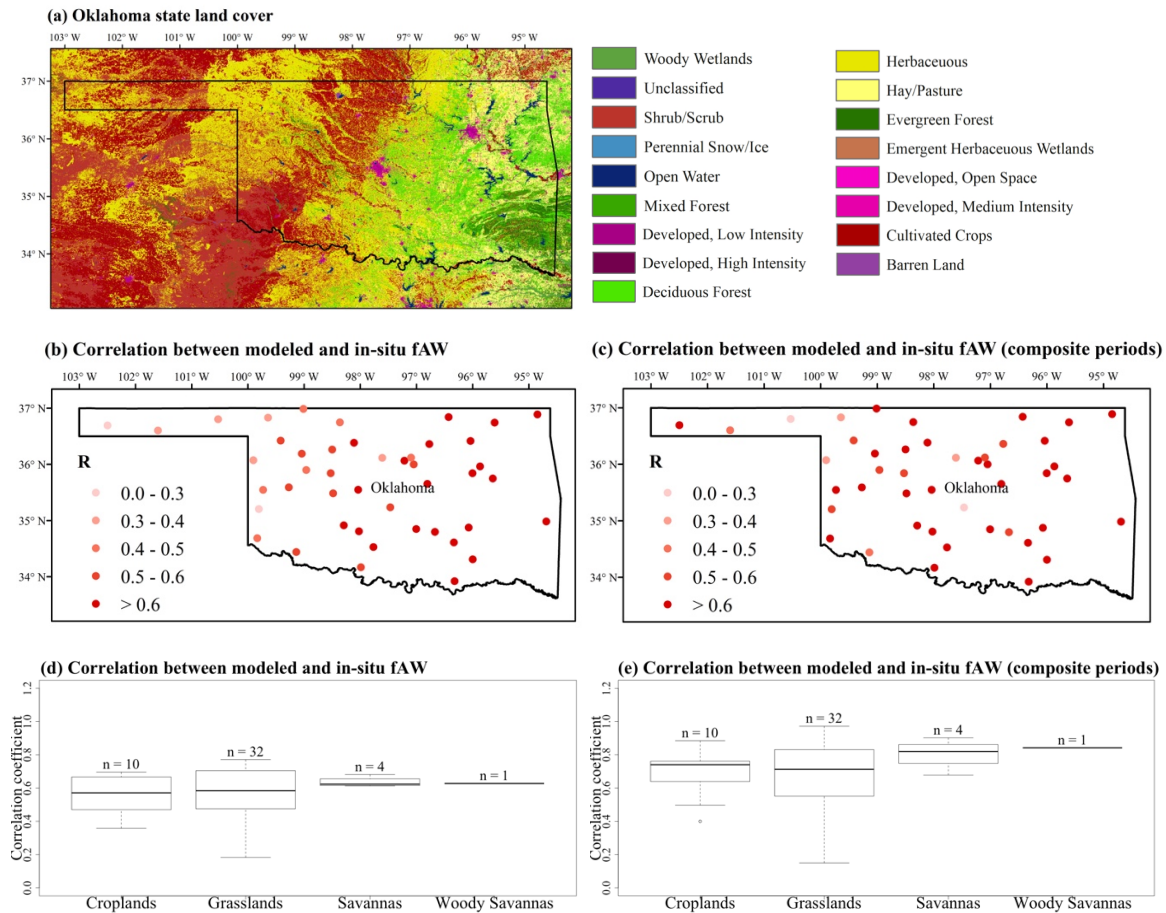 (a) Oklahoma state land cover
103° W 102° W 101° W 100° W 99° W 98° W 97° W 96° W 95° W
37° N
36° N
35° N
34° N
Woody Wetlands
Unclassified
Shrub/Scrub
Perennial Snow/Ice
Open Water
Mixed Forest
Developed, Low Intensity
Developed, High Intensity
Deciduous Forest
Herbaceuous
Hay/Pasture
Evergreen Forest
Emergent Herbaceuous Wetlands
Developed, Open Space
Developed, Medium Intensity
Cultivated Crops
Barren Land
(b) Correlation between modeled and in-situ fAW
103° W 102° W 101° W 100° W 99° W 98° W 97° W 96° W 95° W
37° N
36° N
35° N
34° N
R
0.0 - 0.3
0.3 - 0.4
0.4 - 0.5
0.5 - 0.6
> 0.6
Oklahoma
(c) Correlation between modeled and in-situ fAW (composite periods)
103° W 102° W 101° W 100° W 99° W 98° W 97° W 96° W 95° W
37° N
36° N
35° N
34° N
R
0.0 - 0.3
0.3 - 0.4
0.4 - 0.5
0.5 - 0.6
> 0.6
Oklahoma
(d) Correlation between modeled and in-situ fAW
Correlation coefficient
1.2
1.0
0.8
0.6
0.4
0.2
0.0
n = 10
n = 32
n = 4
n = 1
Croplands Grasslands Savannas Woody Savannas
(e) Correlation between modeled and in-situ fAW (composite periods)
Correlation coefficient
1.2
1.0
0.8
0.6
0.4
0.2
0.0
n = 10
n = 32
n = 4
n = 1
Croplands Grasslands Savannas Woody Savannas